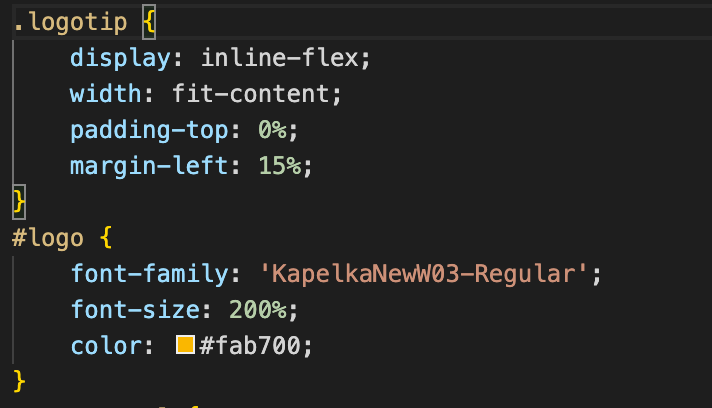 .logotip {
    display: inline-flex;
    width: fit-content;
    padding-top: 0%;
    margin-left: 15%;
}
#logo {
    font-family: 'KapelkaNewW03-Regular';
    font-size: 200%;
    color: #fab700;
}